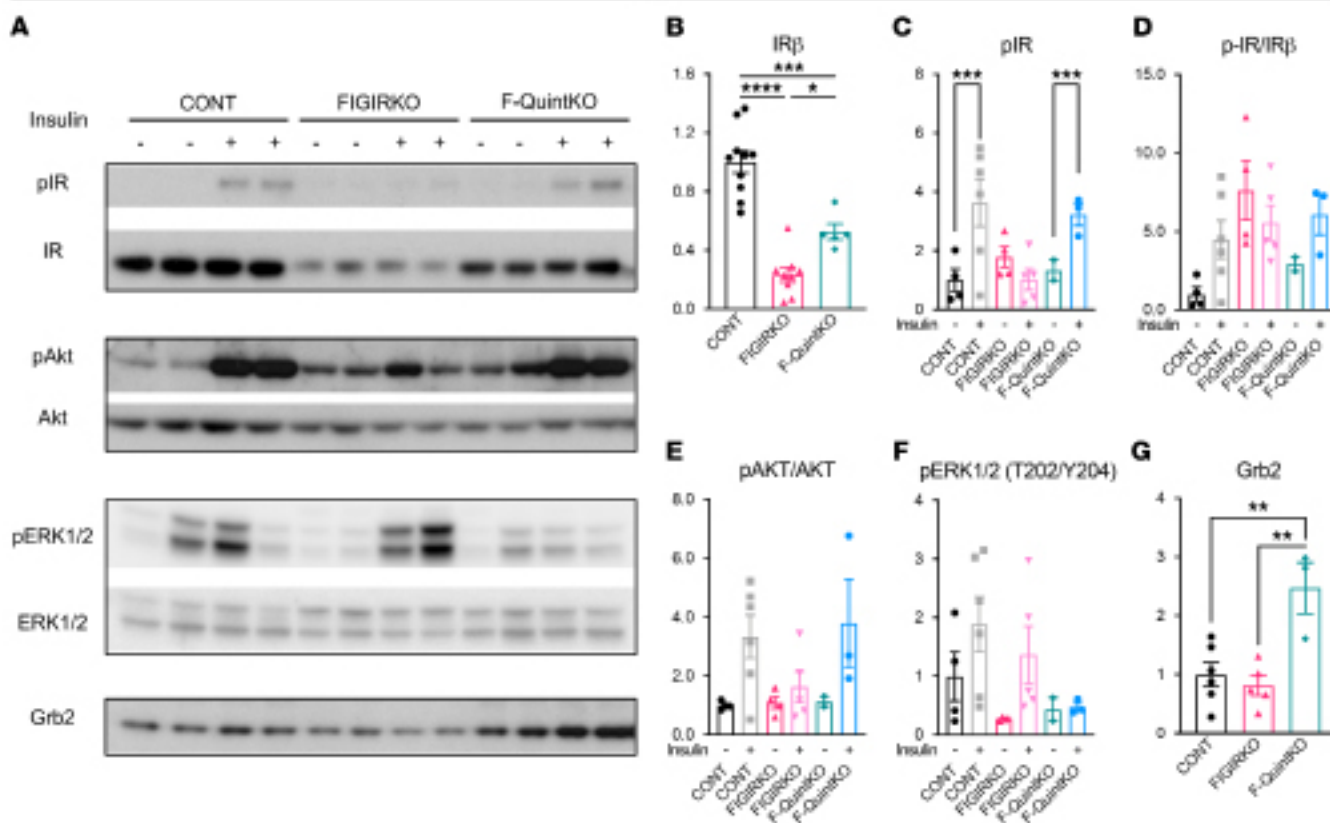 A
CONT FIGIRKO F-QuintKO
Insulin
- - + + - - + + - - + +
pIR
IR
pAkt
Akt
pERK1/2
ERK1/2
Grb2
B
IRβ
***
**** *
1.6
1.2
0.8
0.4
0.0
CONT
FIGIRKO
F-QuintKO
C
pIR
*** ***
8
6
4
2
0
Insulin - + - + - +
CONT
CONT
FIGIRKO
FIGIRKO
F-QuintKO
F-QuintKO
D
p-IR/IRβ
15.0
10.0
5.0
0.0
- + - + - +
CONT
CONT
FIGIRKO
FIGIRKO
F-QuintKO
F-QuintKO
E
pAKT/AKT
8.0
6.0
4.0
2.0
0.0
Insulin - + - + - +
CONT
CONT
FIGIRKO
FIGIRKO
F-QuintKO
F-QuintKO
F
pERK1/2 (T202/Y204)
4
3
2
1
0
Insulin - + - + - +
CONT
CONT
FIGIRKO
FIGIRKO
F-QuintKO
F-QuintKO
G
Grb2
**
**
4
3
2
1
0
CONT
FIGIRKO
F-QuintKO